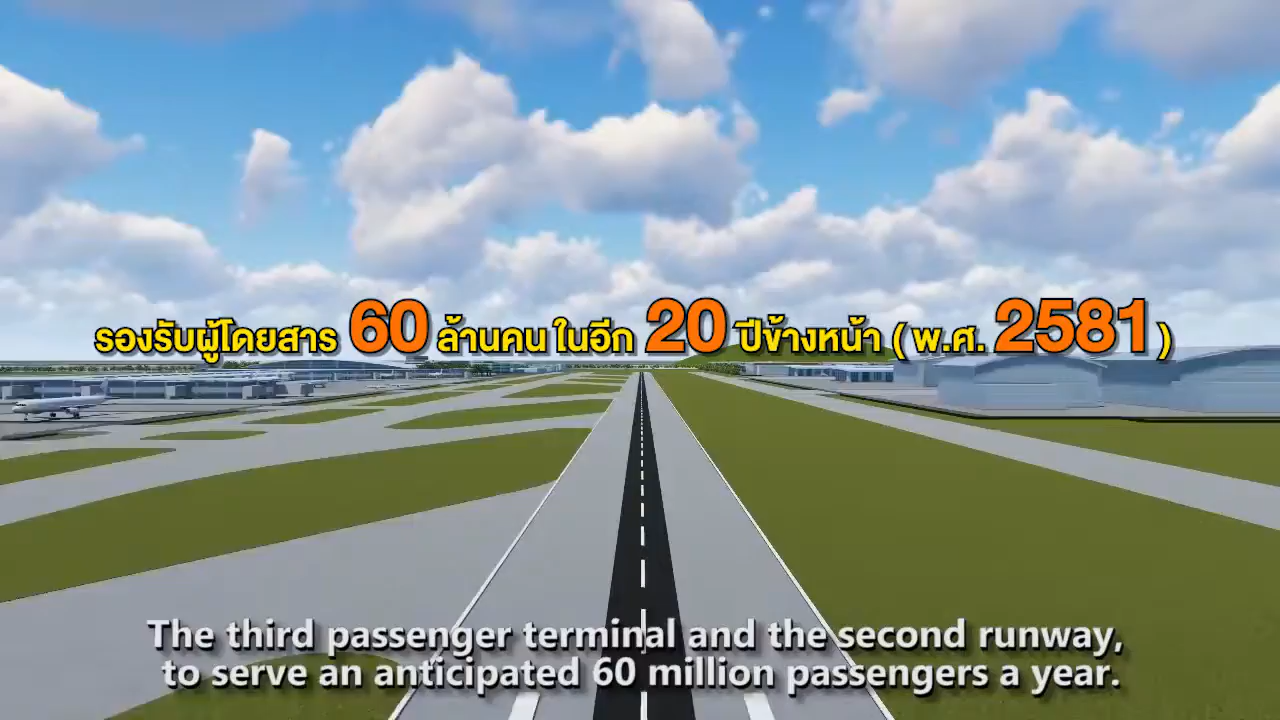 รองรับผู้โดยสาร 60 ล้านคน ในอีก 20 ปีข้างหน้า ( พ.ศ. 2581 )
The third passenger terminal and the second runway,
to serve an anticipated 60 million passengers a year.